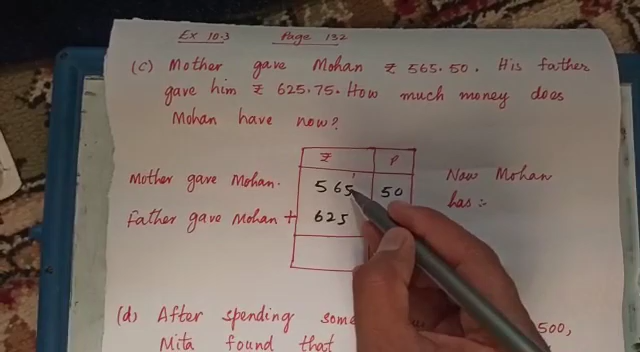 Ex 10.3 Page 132
(c) Mother gave Mohan ₹ 565.50. His father
gave him ₹ 625.75. How much money does
Mohan have now?
₹ P
1
Mother gave Mohan. 565 50 Now Mohan
has :-
Father gave Mohan + 625
(d) After spending 500,
Mita found that